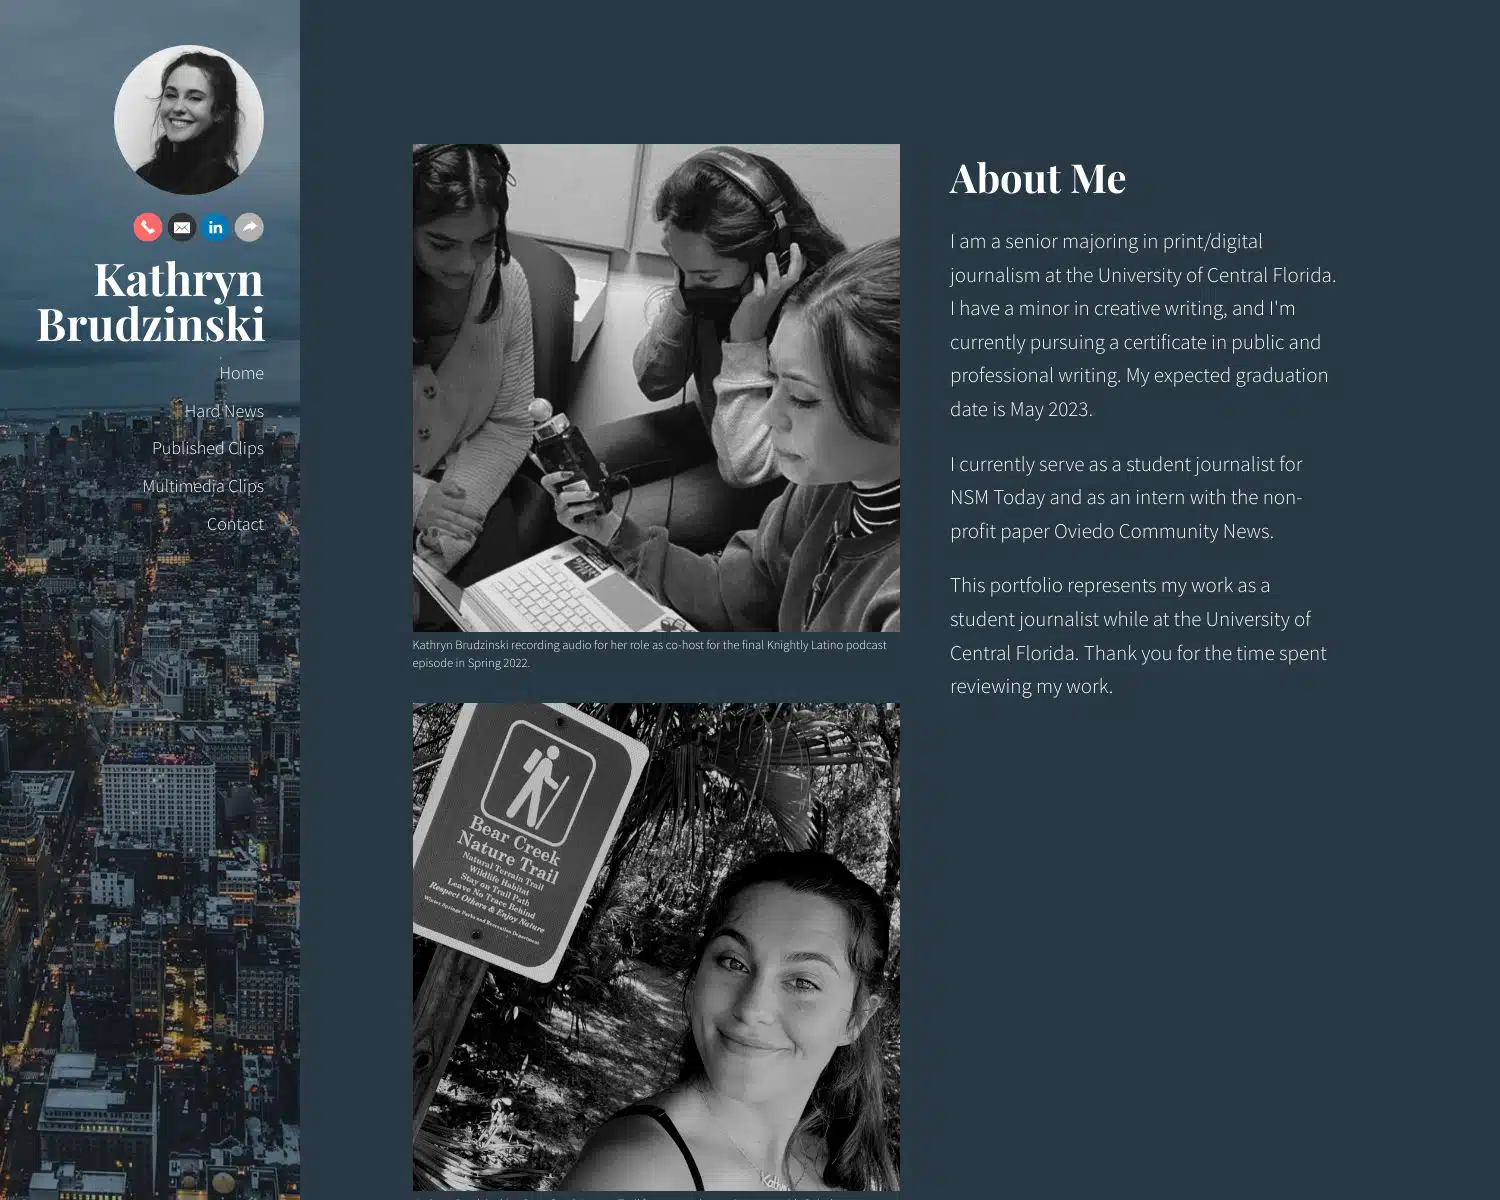 Kathryn
Brudzinski
Home
Hard News
Published Clips
Multimedia Clips
Contact
Kathryn Brudzinski recording audio for her role as co-host for the final Knightly Latino podcast
episode in Spring 2022.
Bear Creek
Nature Trail
Natural Terrain Trail
Wildlife Habitat
Stay on Trail Path
Leave No Trace Behind
Respect Others & Enjoy Nature
Winter Springs Parks and Recreation Department
About Me
I am a senior majoring in print/digital
journalism at the University of Central Florida.
I have a minor in creative writing, and I'm
currently pursuing a certificate in public and
professional writing. My expected graduation
date is May 2023.
I currently serve as a student journalist for
NSM Today and as an intern with the non-
profit paper Oviedo Community News.
This portfolio represents my work as a
student journalist while at the University of
Central Florida. Thank you for the time spent
reviewing my work.